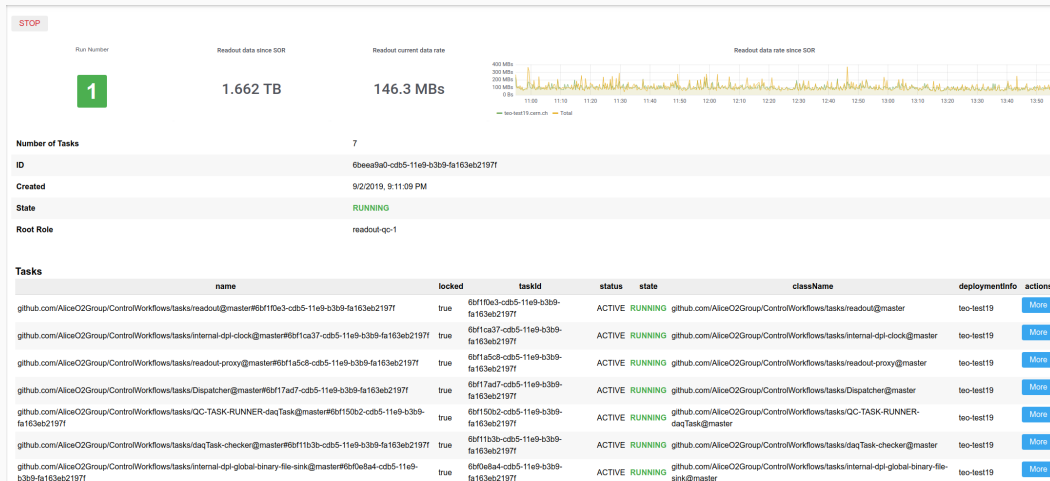 STOP
Run Number
Readout data since SOR
Readout current data rate
Readout data rate since SOR
1
1.662 TB
146.3 MBs
400 MBs
300 MBs
200 MBs
100 MBs
0 Bs
11:00 11:10 11:20 11:30 11:40 11:50 12:00 12:10 12:20 12:30 12:40 12:50 13:00 13:10 13:20 13:30 13:40 13:50
teo-test19.cern.ch Total
Number of Tasks 7
ID 6beea9a0-cdb5-11e9-b3b9-fa163eb2197f
Created 9/2/2019, 9:11:09 PM
State RUNNING
Root Role readout-qc-1
Tasks
name locked taskId status state className deploymentInfo actions
github.com/AliceO2Group/ControlWorkflows/tasks/readout@master#6bf1f0e3-cdb5-11e9-b3b9-fa163eb2197f true 6bf1f0e3-cdb5-11e9-b3b9- ACTIVE RUNNING github.com/AliceO2Group/ControlWorkflows/tasks/readout@master teo-test19 More
fa163eb2197f
github.com/AliceO2Group/ControlWorkflows/tasks/internal-dpl-clock@master#6bf1ca37-cdb5-11e9-b3b9-fa163eb2197f true 6bf1ca37-cdb5-11e9-b3b9- ACTIVE RUNNING github.com/AliceO2Group/ControlWorkflows/tasks/internal-dpl-clock@master teo-test19 More
fa163eb2197f
github.com/AliceO2Group/ControlWorkflows/tasks/readout-proxy@master#6bf1a5c8-cdb5-11e9-b3b9-fa163eb2197f true 6bf1a5c8-cdb5-11e9-b3b9- ACTIVE RUNNING github.com/AliceO2Group/ControlWorkflows/tasks/readout-proxy@master teo-test19 More
fa163eb2197f
github.com/AliceO2Group/ControlWorkflows/tasks/Dispatcher@master#6bf17ad7-cdb5-11e9-b3b9-fa163eb2197f true 6bf17ad7-cdb5-11e9-b3b9- ACTIVE RUNNING github.com/AliceO2Group/ControlWorkflows/tasks/Dispatcher@master teo-test19 More
fa163eb2197f
github.com/AliceO2Group/ControlWorkflows/tasks/QC-TASK-RUNNER-daqTask@master#6bf150b2-cdb5-11e9-b3b9- true 6bf150b2-cdb5-11e9-b3b9- ACTIVE RUNNING github.com/AliceO2Group/ControlWorkflows/tasks/QC-TASK-RUNNER- teo-test19 More
fa163eb2197f fa163eb2197f daqTask@master
github.com/AliceO2Group/ControlWorkflows/tasks/daqTask-checker@master#6bf11b3b-cdb5-11e9-b3b9-fa163eb2197f true 6bf11b3b-cdb5-11e9-b3b9- ACTIVE RUNNING github.com/AliceO2Group/ControlWorkflows/tasks/daqTask-checker@master teo-test19 More
fa163eb2197f
github.com/AliceO2Group/ControlWorkflows/tasks/internal-dpl-global-binary-file-sink@master#6bf0e8a4-cdb5-11e9- true 6bf0e8a4-cdb5-11e9-b3b9- ACTIVE RUNNING github.com/AliceO2Group/ControlWorkflows/tasks/internal-dpl-global-binary-file- teo-test19 More
b3b9-fa163eb2197f fa163eb2197f sink@master